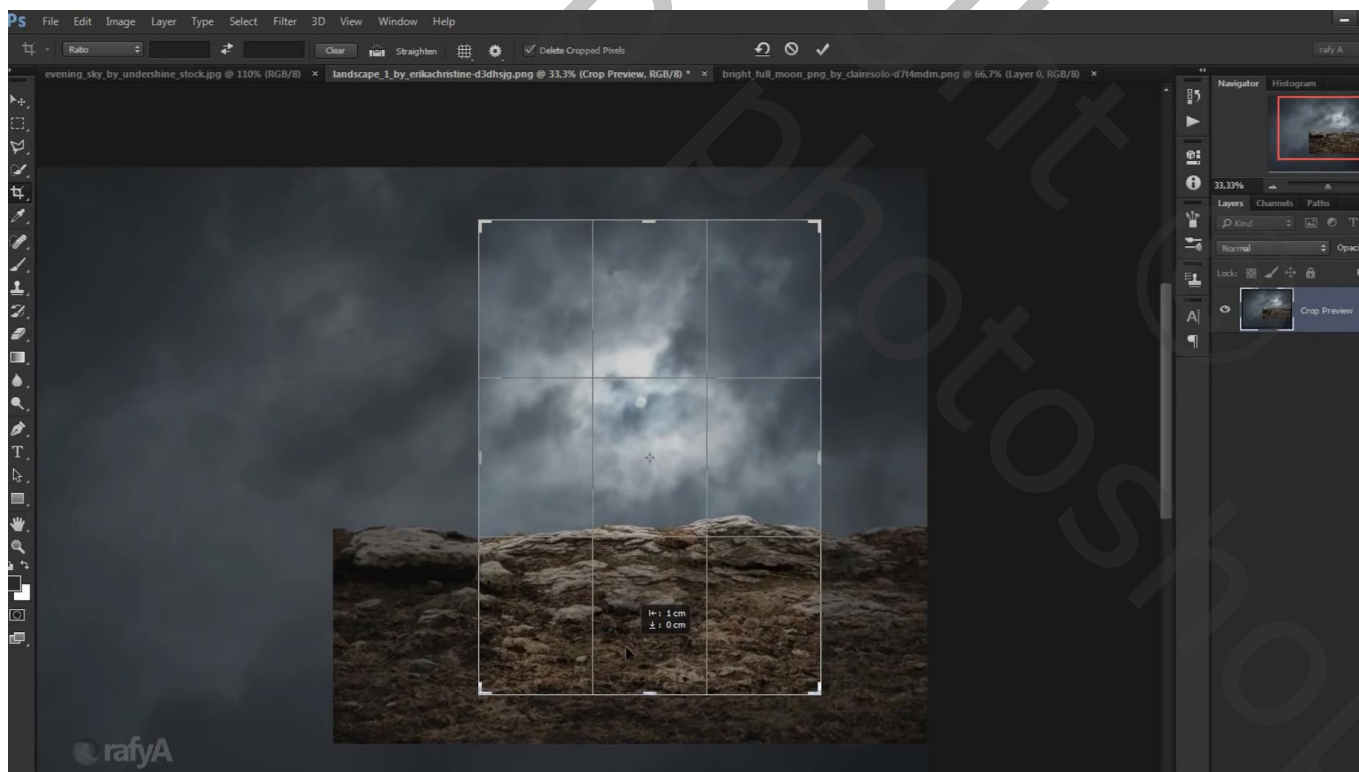 Ps File Edit Image Layer Type Select Filter 3D View Window Help
Ratio Clear Straighten Delete Cropped Pixels rafy A
evening_sky_by_undershine_stock.jpg @ 110% (RGB/8) × landscape_1_by_erikachristine-d3dhsjg.png @ 33,3% (Crop Preview, RGB/8) * × bright_full_moon_png_by_clairesolo-d7t4mdm.png @ 66,7% (Layer 0, RGB/8) ×
Navigator Histogram
33,33%
Layers Channels Paths
Kind T
Normal Opaci
Lock:
Crop Preview
A
T
1 cm
0 cm
rafyA